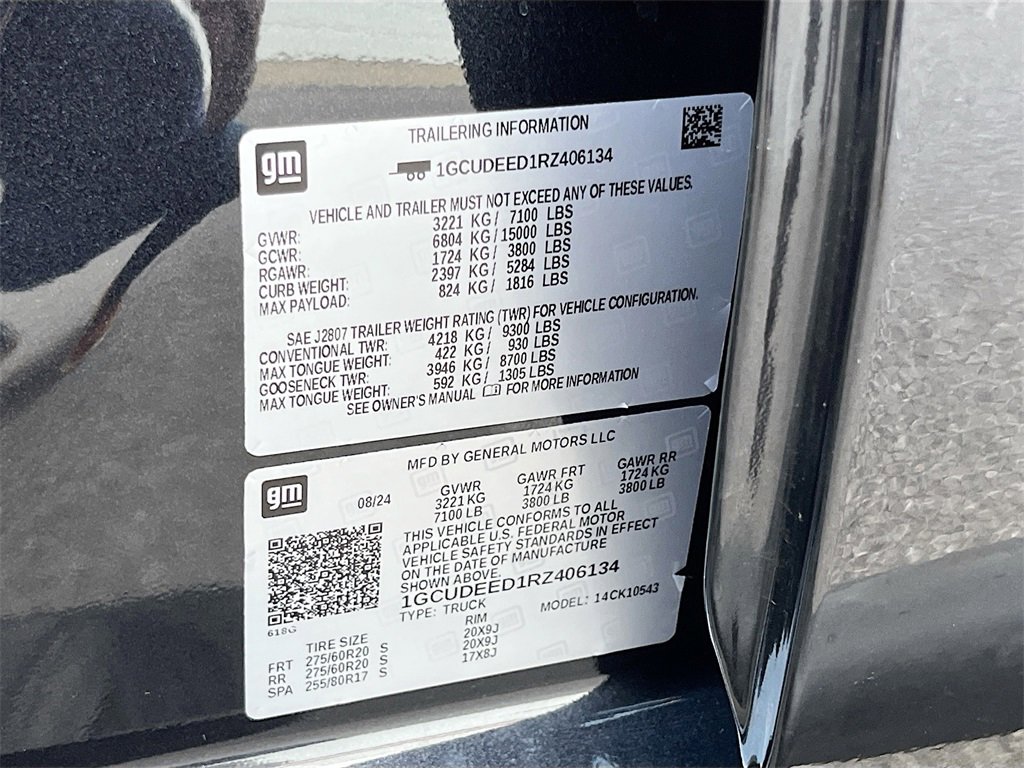 gm
TRAILERING INFORMATION
1GCUDEED1RZ406134
VEHICLE AND TRAILER MUST NOT EXCEED ANY OF THESE VALUES.
GVWR: 3221 KG / 7100 LBS
GCWR: 6804 KG / 15000 LBS
RGAWR: 1724 KG / 3800 LBS
CURB WEIGHT: 2397 KG / 5284 LBS
MAX PAYLOAD: 824 KG / 1816 LBS
SAE J2807 TRAILER WEIGHT RATING (TWR) FOR VEHICLE CONFIGURATION.
CONVENTIONAL TWR: 4218 KG / 9300 LBS
MAX TONGUE WEIGHT: 422 KG / 930 LBS
GOOSENECK TWR: 3946 KG / 8700 LBS
MAX TONGUE WEIGHT: 592 KG / 1305 LBS
SEE OWNER'S MANUAL FOR MORE INFORMATION
gm
MFD BY GENERAL MOTORS LLC
08/24 GVWR GAWR FRT GAWR RR
3221 KG 1724 KG 1724 KG
7100 LB 3800 LB 3800 LB
THIS VEHICLE CONFORMS TO ALL
APPLICABLE U.S. FEDERAL MOTOR
VEHICLE SAFETY STANDARDS IN EFFECT
ON THE DATE OF MANUFACTURE
SHOWN ABOVE.
1GCUDEED1RZ406134
TYPE: TRUCK MODEL: 14CK10543
618G
TIRE SIZE RIM
FRT 275/60R20 S 20X9J
RR 275/60R20 S 20X9J
SPA 255/80R17 S 17X8J